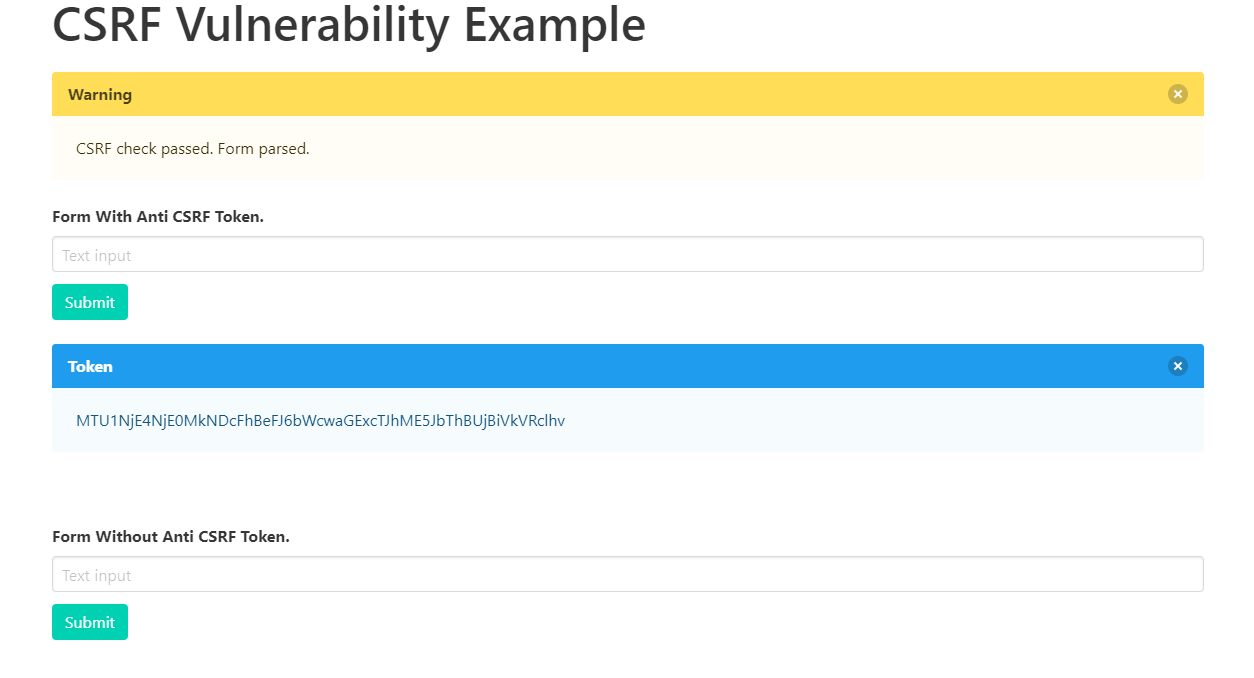 CSRF Vulnerability Example
Warning
CSRF check passed. Form parsed.
Form With Anti CSRF Token.
Text input
Submit
Token
MTU1NjE4NjE0MkNDcFhBeFJ6bWcwaGExcTJhME5JbThBUjBiVkVRclhv
Form Without Anti CSRF Token.
Text input
Submit